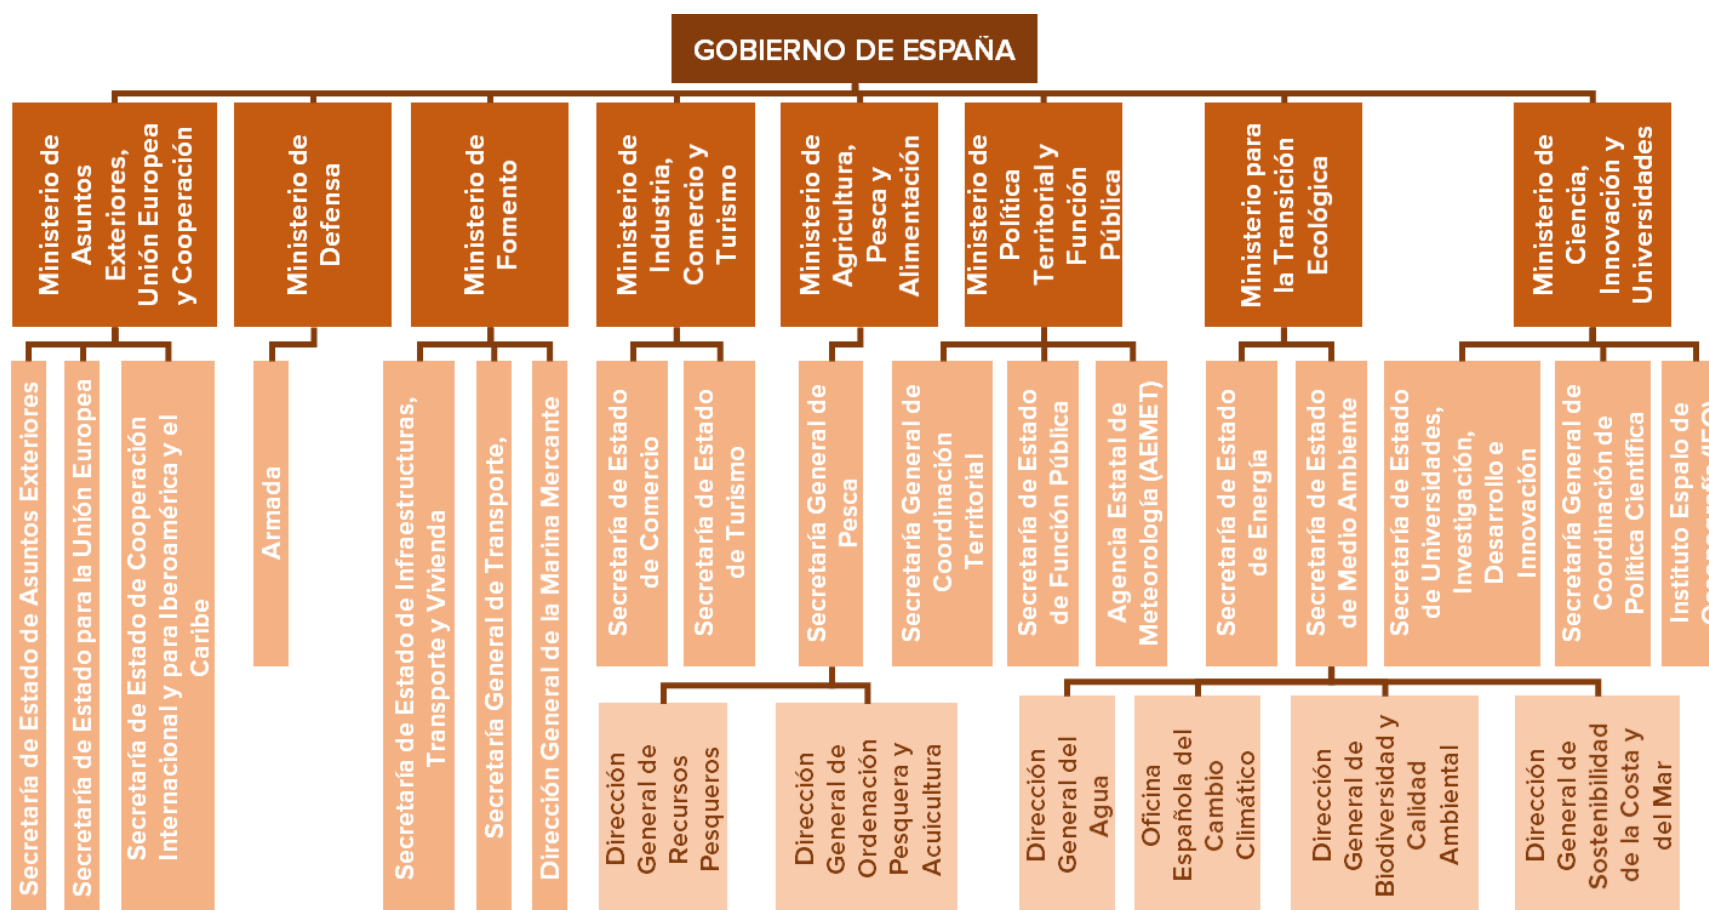 GOBIERNO DE ESPAÑA
Ministerio de
Asuntos
Exteriores,
Unión Europea
y Cooperación
Ministerio de
Defensa
Ministerio de
Fomento
Ministerio de
Industria,
Comercio y
Turismo
Ministerio de
Agricultura,
Pesca y
Alimentación
Ministerio de
Política
Territorial y
Función
Pública
Ministerio para
la Transición
Ecológica
Ministerio de
Ciencia,
Innovación y
Universidades
Secretaría de Estado de Asuntos Exteriores
Secretaría de Estado para la Unión Europea
Secretaría de Estado de Cooperación
Internacional y para Iberoamérica y el
Caribe
Armada
Secretaría de Estado de Infraestructuras,
Transporte y Vivienda
Secretaría General de Transporte,
Dirección General de la Marina Mercante
Secretaría de Estado
de Comercio
Secretaría de Estado
de Turismo
Secretaría General de
Pesca
Secretaría General de
Coordinación
Territorial
Secretaría de Estado
de Función Pública
Agencia Estatal de
Meteorología (AEMET)
Secretaría de Estado
de Energía
Secretaría de Estado
de Medio Ambiente
Secretaría de Estado
de Universidades,
Investigación,
Desarrollo e
Innovación
Secretaría General de
Coordinación de
Política Científica
Instituto Espalo de
Dirección
General de
Recursos
Pesqueros
Dirección
General de
Ordenación
Pesquera y
Acuicultura
Dirección
General del
Agua
Oficina
Española del
Cambio
Climático
Dirección
General de
Biodiversidad y
Calidad
Ambiental
Dirección
General de
Sostenibilidad
de la Costa y
del Mar